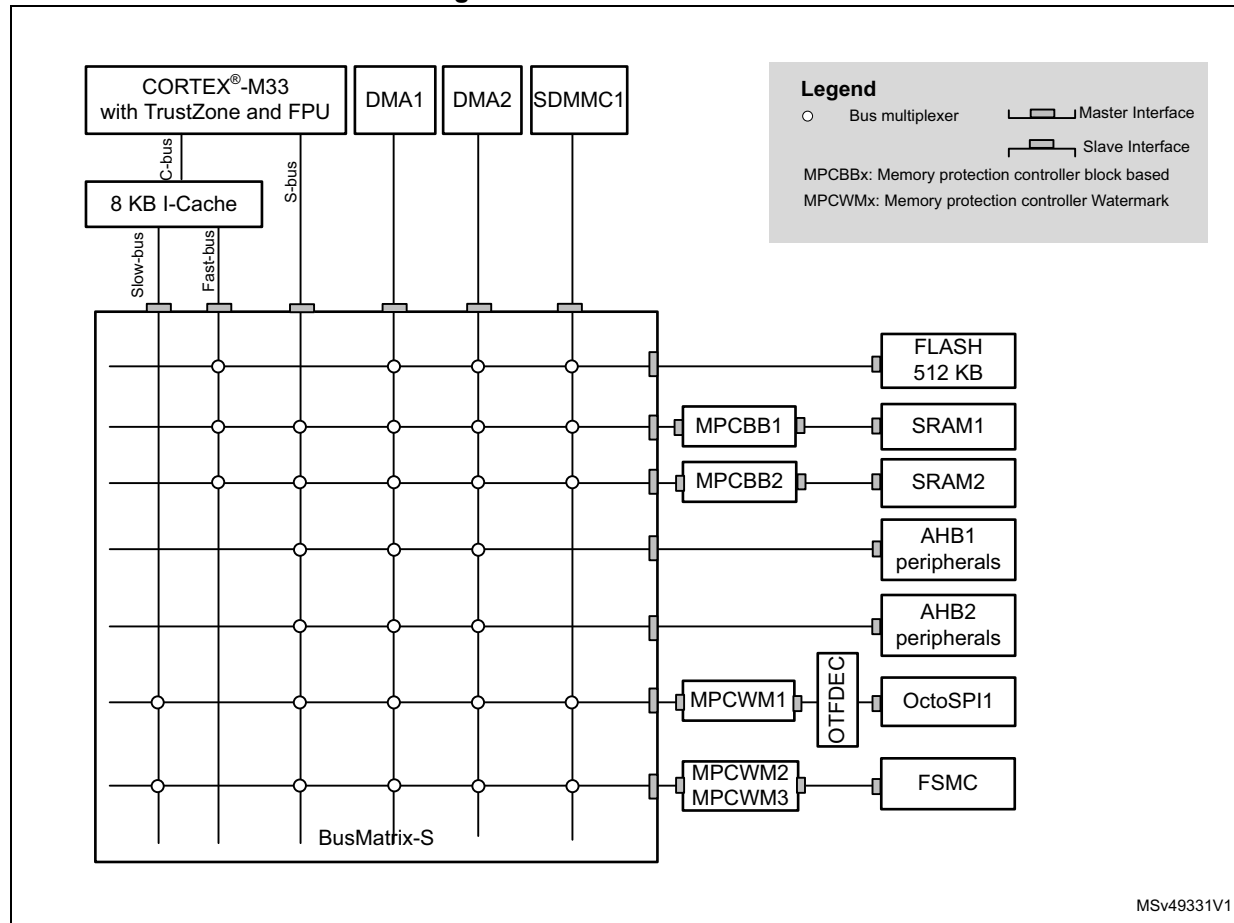 CORTEX®-M33
with TrustZone and FPU
DMA1
DMA2
SDMMC1
C-bus
S-bus
8 KB I-Cache
Slow-bus
Fast-bus
Legend
Bus multiplexer
Master Interface
Slave Interface
MPCBBx: Memory protection controller block based
MPCWMx: Memory protection controller Watermark
FLASH
512 KB
MPCBB1
SRAM1
MPCBB2
SRAM2
AHB1
peripherals
AHB2
peripherals
MPCWM1
OTFDEC
OctoSPI1
MPCWM2
MPCWM3
FSMC
BusMatrix-S
MSv49331V1